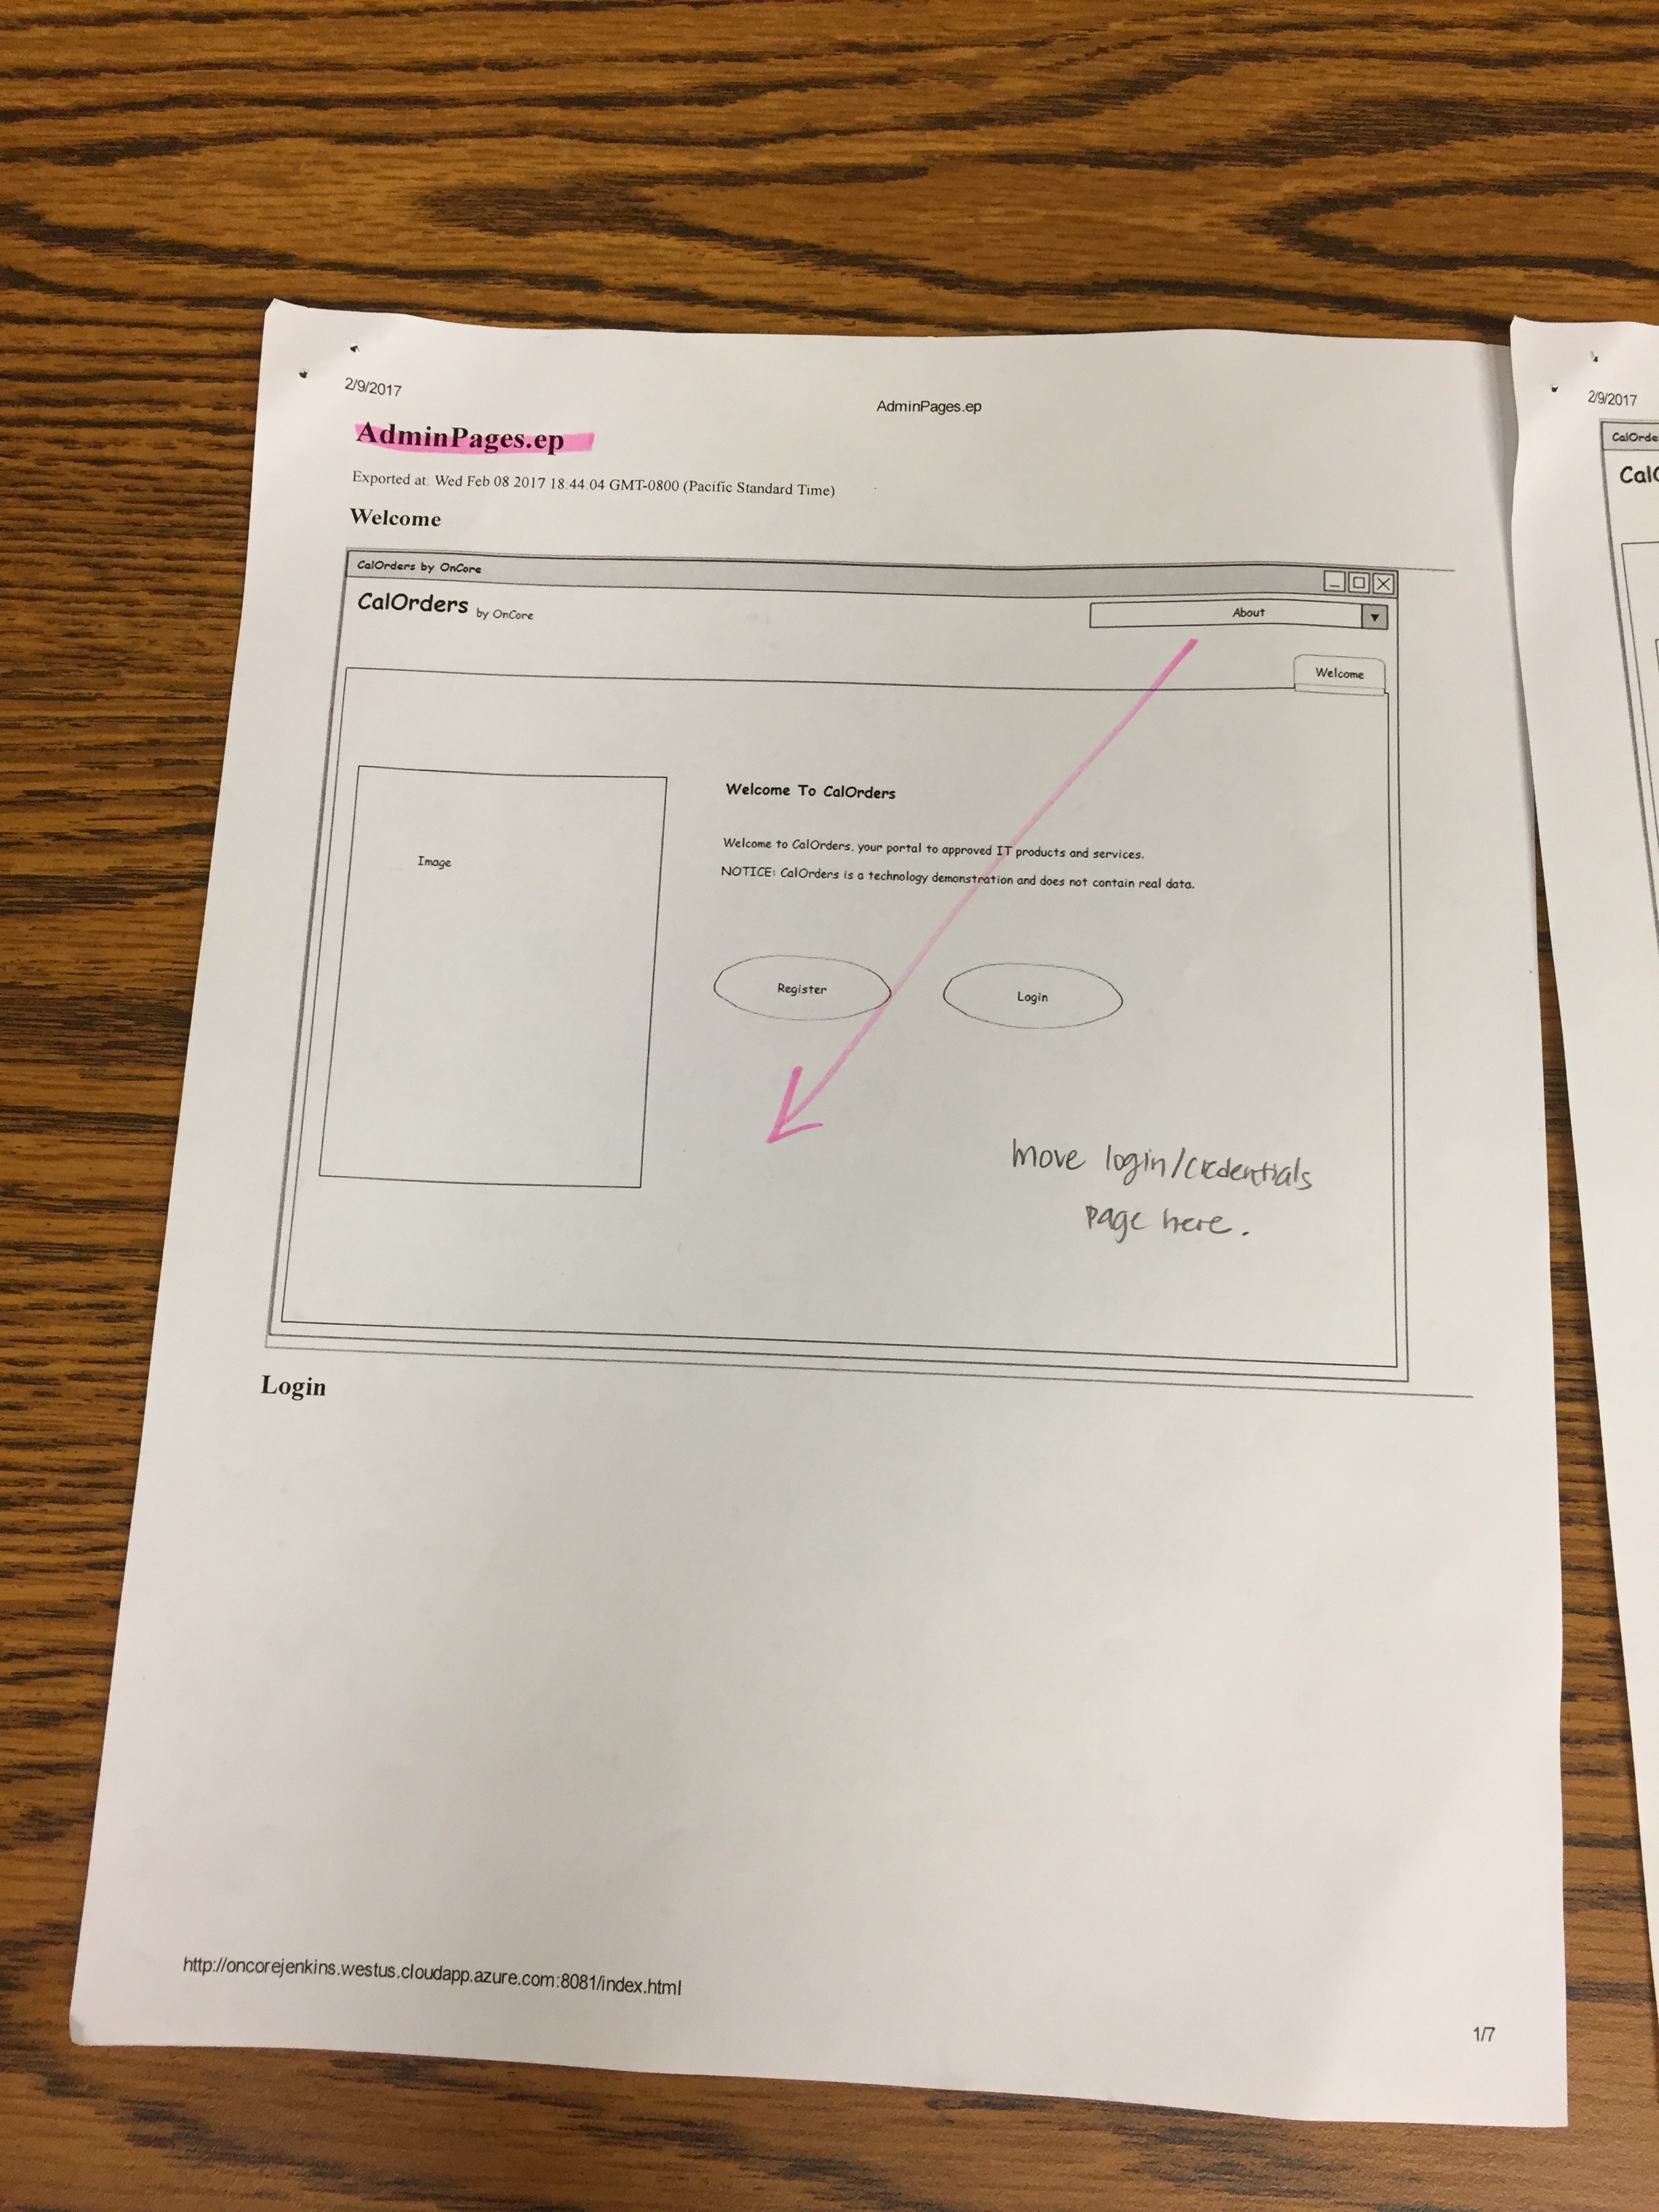 2/9/2017
AdminPages.ep
AdminPages.ep
Exported at: Wed Feb 08 2017 18:44:04 GMT-0800 (Pacific Standard Time)
Welcome
CalOrders by OnCore
CalOrders by OnCore
About
Welcome
Image
Welcome To CalOrders
Welcome to CalOrders, your portal to approved IT products and services.
NOTICE: CalOrders is a technology demonstration and does not contain real data.
Register
Login
move login/credentials
page here.
Login
http://oncorejenkins.westus.cloudapp.azure.com:8081/index.html
1/7
2/9/2017